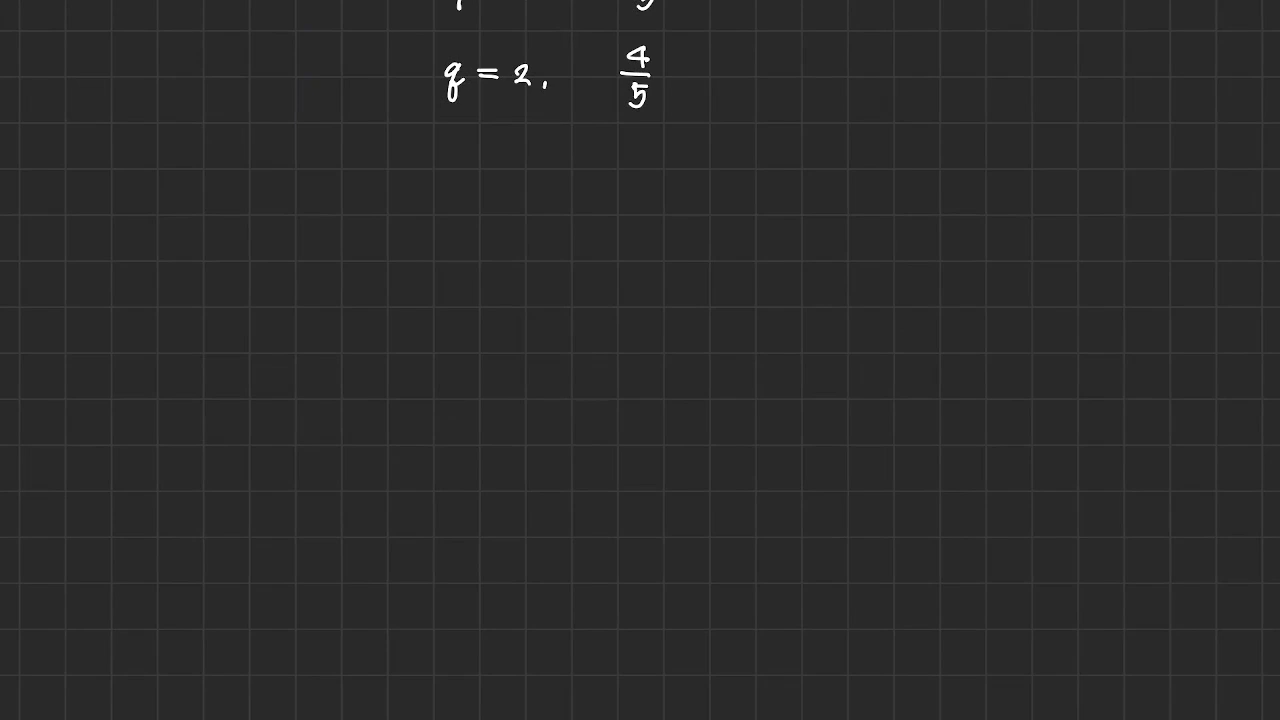 q = 2, 4/5